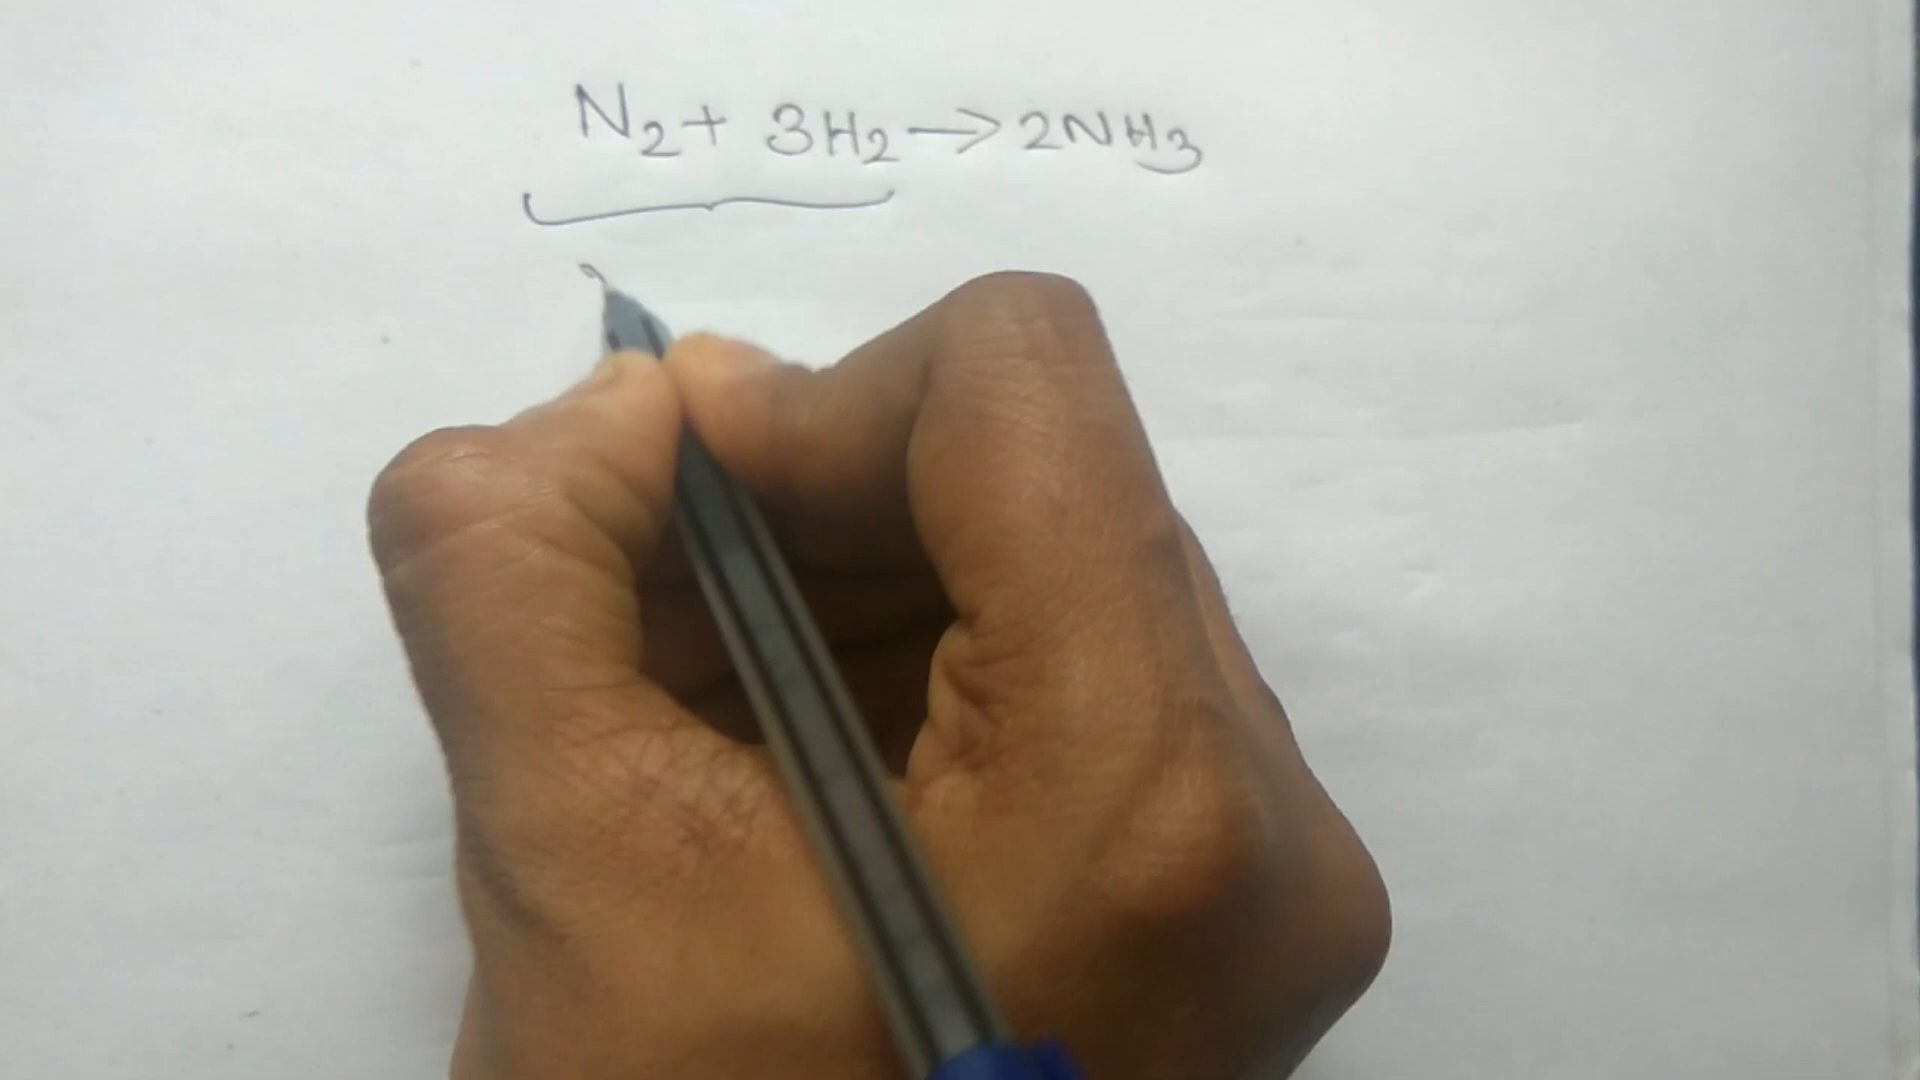 N₂ + 3H₂ → 2NH₃